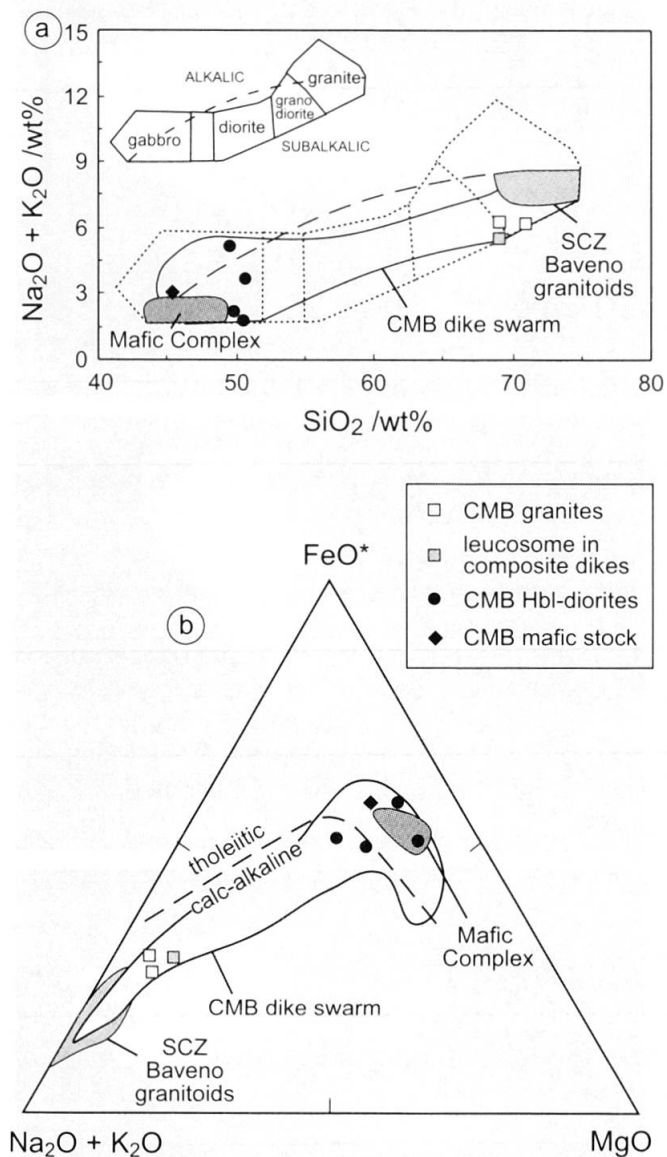 a
15
12
9
6
3
0
Na₂O + K₂O /wt%
ALKALIC
granite
grano
diorite
gabbro
diorite
SUBALKALIC
SCZ
Baveno
granitoids
CMB dike swarm
Mafic Complex
40 50 60 70 80
SiO₂ /wt%
CMB granites
leucosome in
composite dikes
CMB Hbl-diorites
CMB mafic stock
b
FeO*
tholeiitic
calc-alkaline
Mafic
Complex
CMB dike swarm
SCZ
Baveno
granitoids
Na₂O + K₂O
MgO